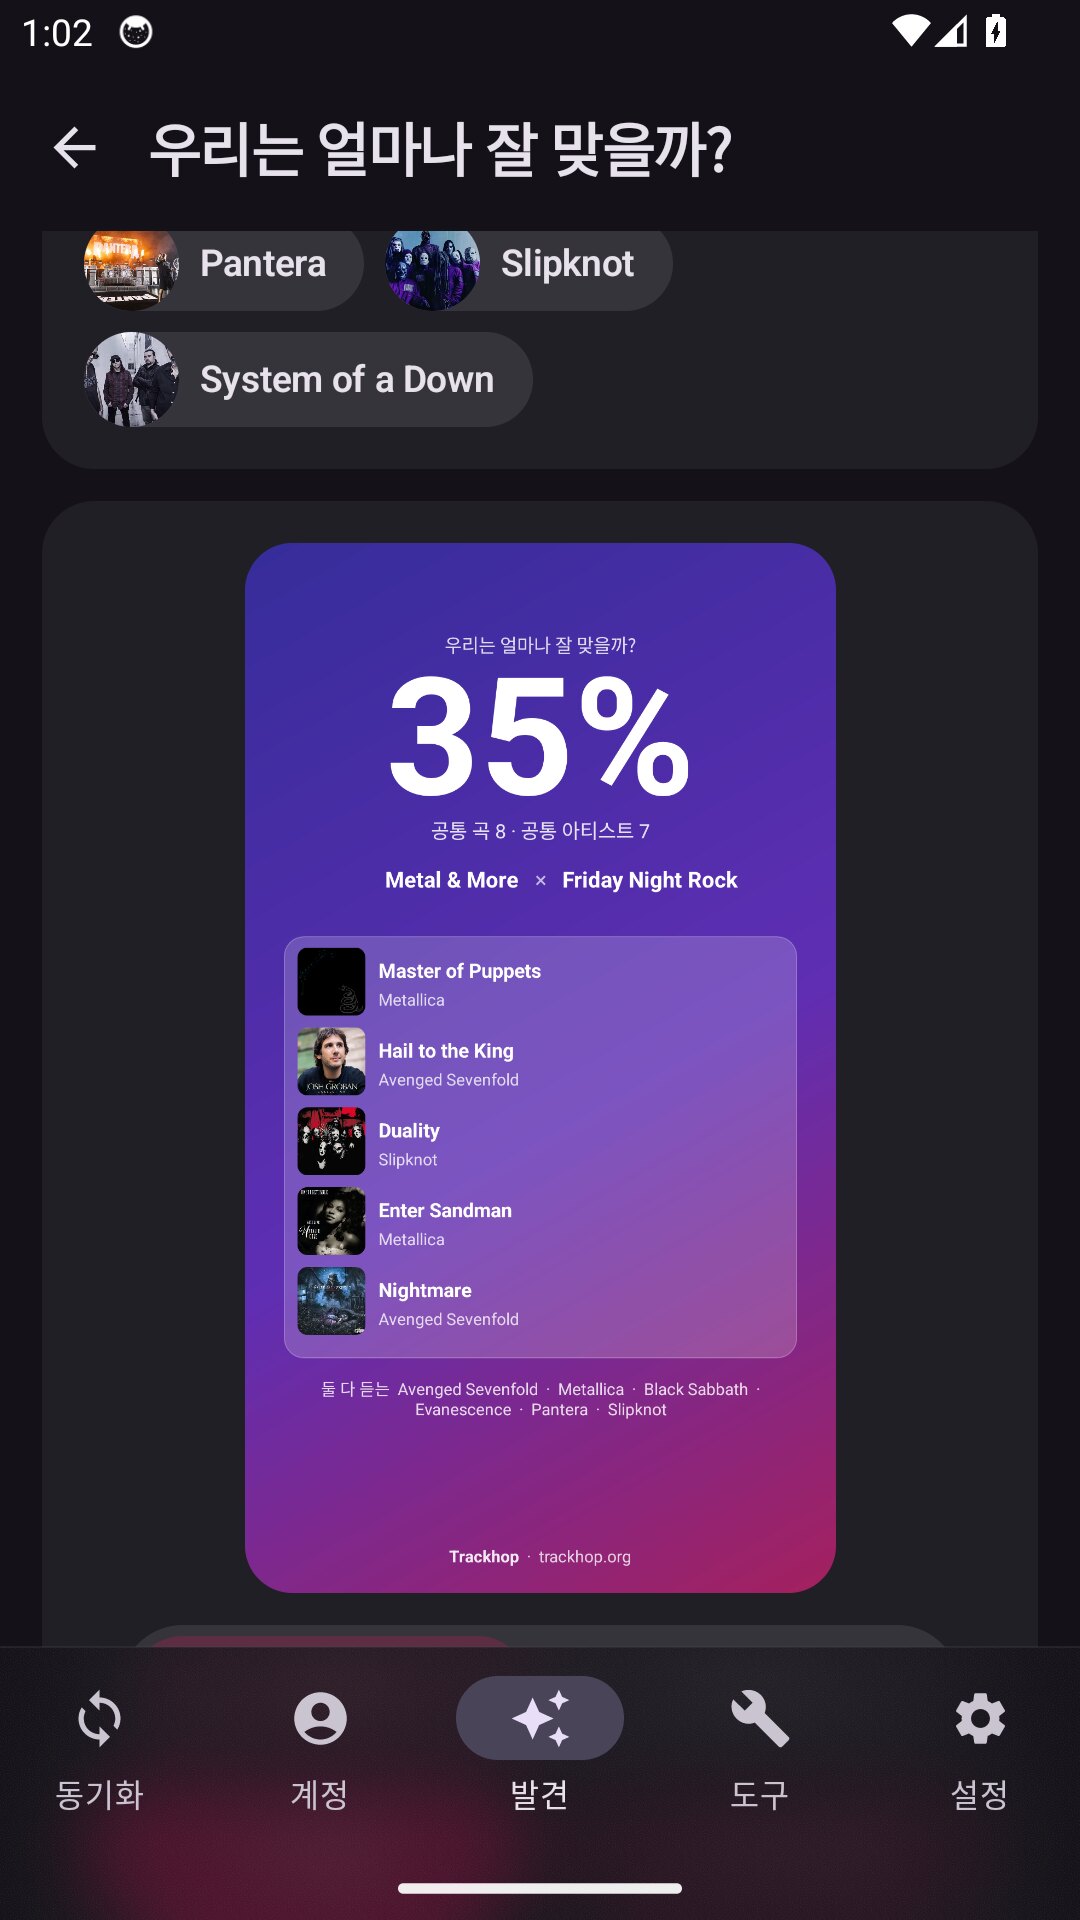 1:02
우리는 얼마나 잘 맞을까?
Pantera
Slipknot
System of a Down
우리는 얼마나 잘 맞을까?
35%
공통 곡 8 · 공통 아티스트 7
Metal & More × Friday Night Rock
Master of Puppets
Metallica
Hail to the King
Avenged Sevenfold
JOSH GROBAN
Duality
Slipknot
Enter Sandman
Metallica
Nightmare
Avenged Sevenfold
둘 다 듣는 Avenged Sevenfold · Metallica · Black Sabbath ·
Evanescence · Pantera · Slipknot
Trackhop · trackhop.org
동기화
계정
발견
도구
설정